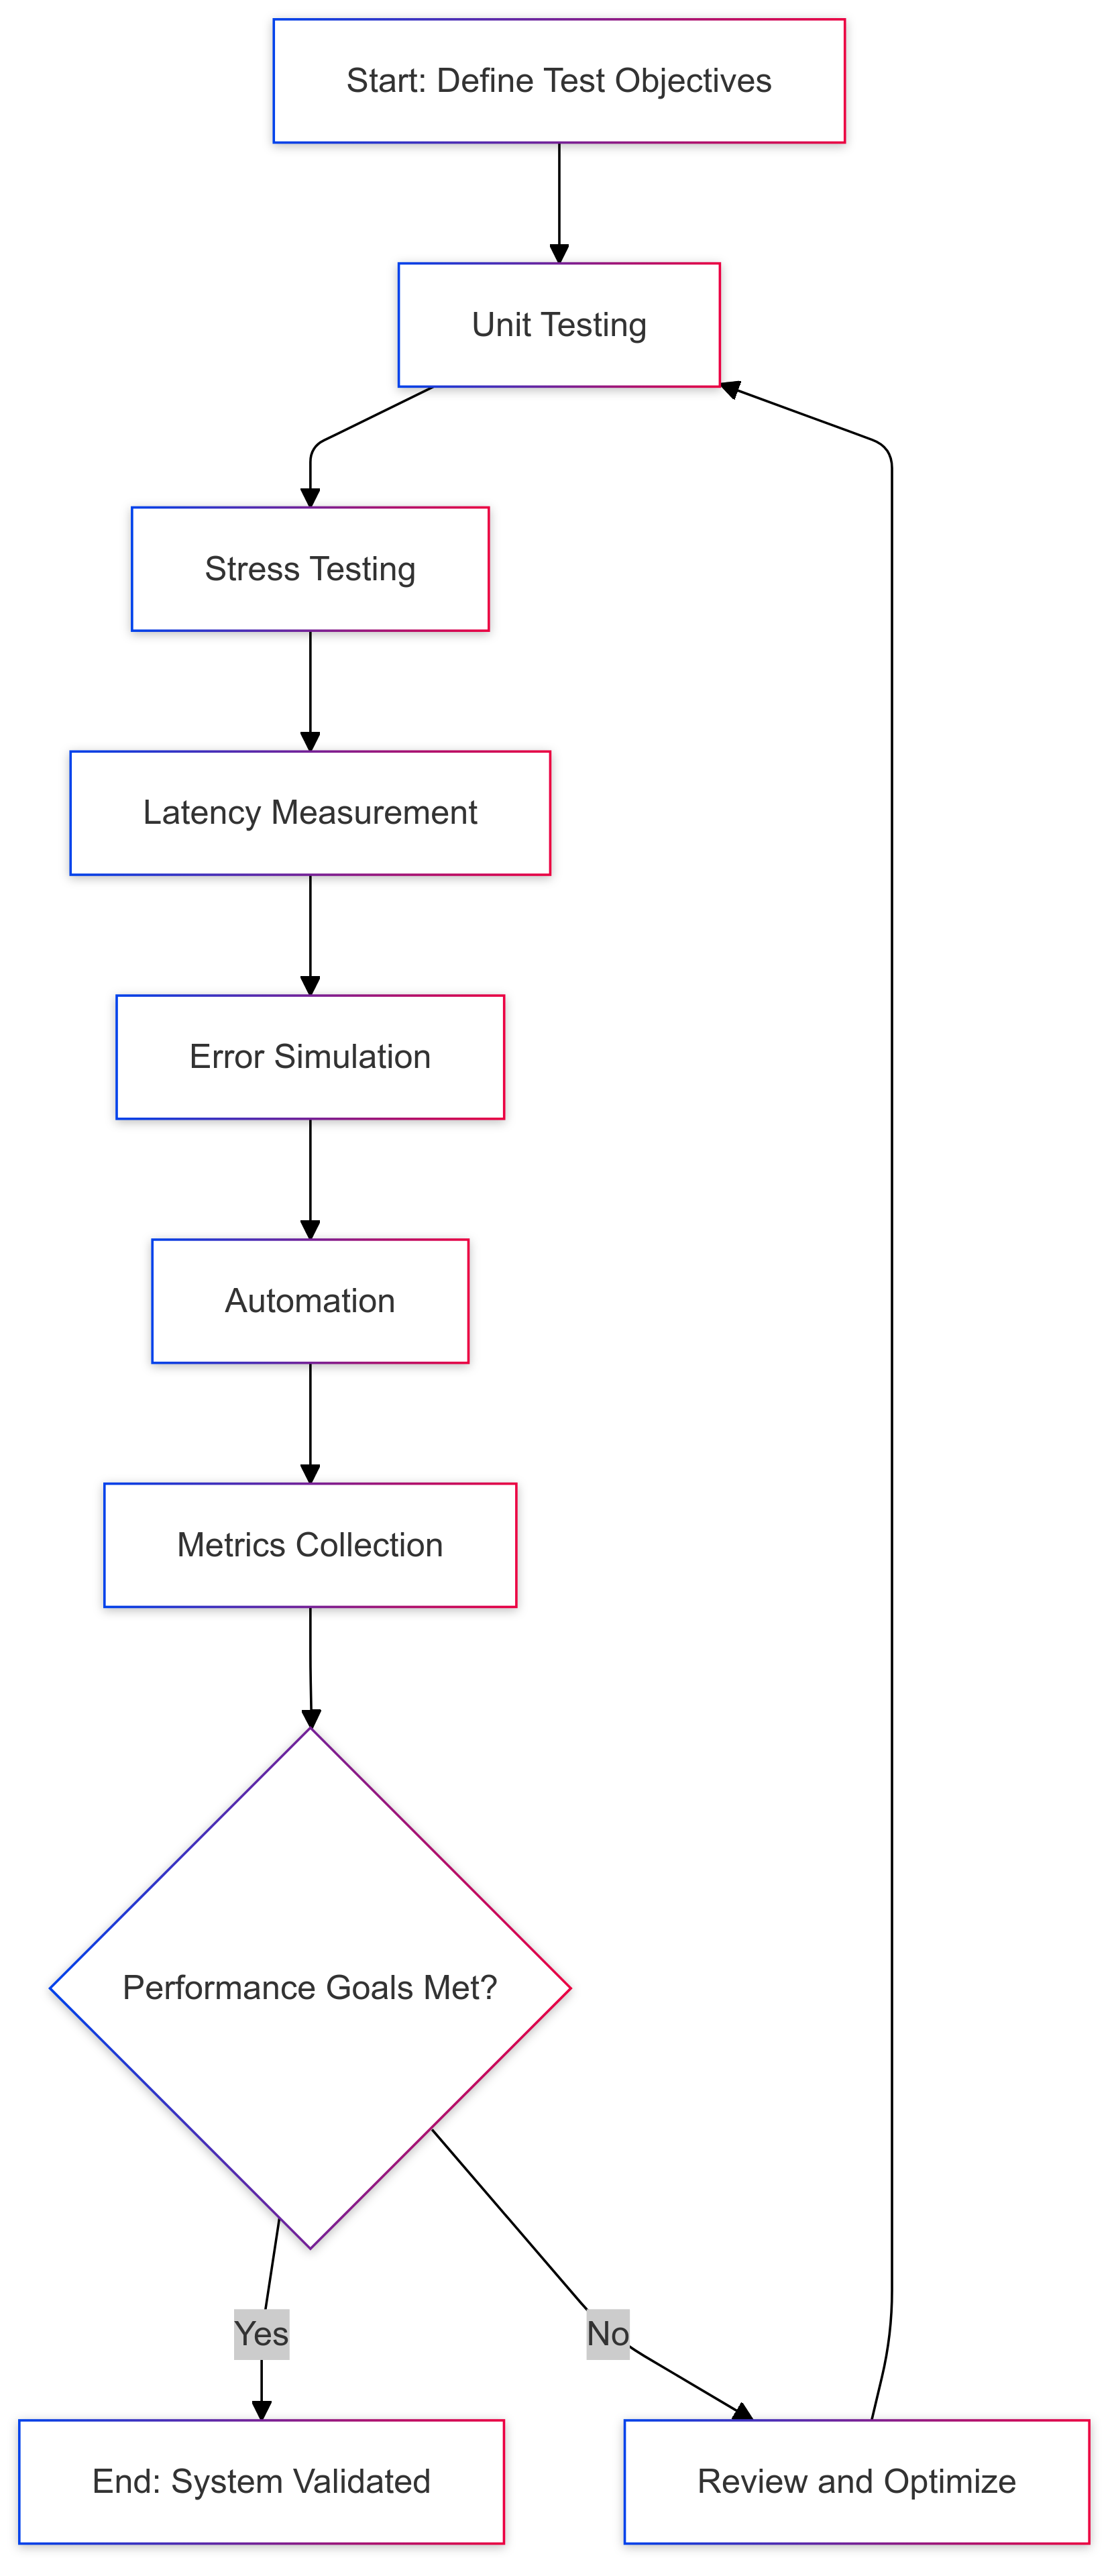 Start: Define Test Objectives
Unit Testing
Stress Testing
Latency Measurement
Error Simulation
Automation
Metrics Collection
Performance Goals Met?
Yes
No
End: System Validated
Review and Optimize